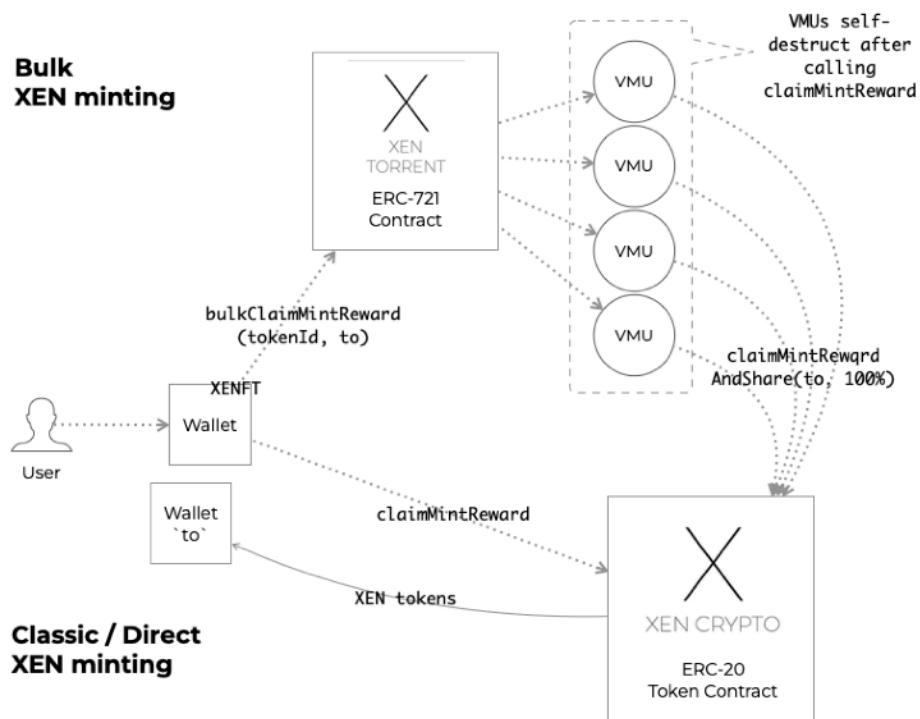 Bulk
XEN minting
XEN
TORRENT
ERC-721
Contract
VMU
VMU
VMU
VMU
VMUs self-
destruct after
calling
claimMintReward
bulkClaimMintReward
(tokenId, to)
claimMintRewqrd
AndShare(to, 100%)
XENFT
Wallet
User
Wallet
`to`
claimMintReward
XEN tokens
XEN CRYPTO
ERC-20
Token Contract
Classic / Direct
XEN minting